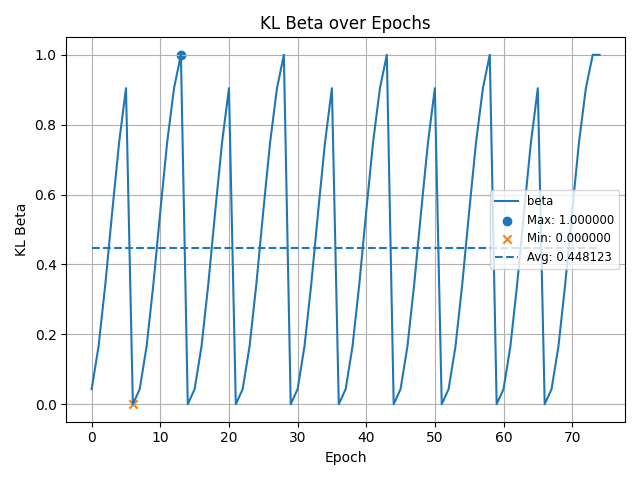 KL Beta over Epochs
KL Beta
1.0
0.8
0.6
0.4
0.2
0.0
beta
Max: 1.000000
Min: 0.000000
Avg: 0.448123
0 10 20 30 40 50 60 70
Epoch